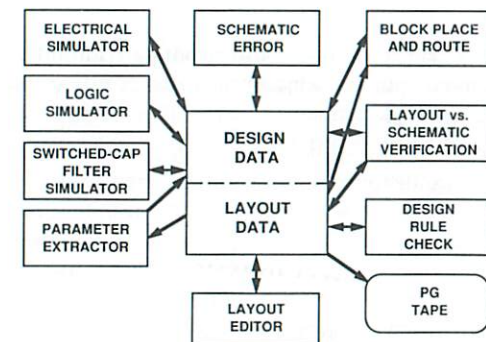 ELECTRICAL
SIMULATOR
SCHEMATIC
ERROR
BLOCK PLACE
AND ROUTE
LOGIC
SIMULATOR
DESIGN
DATA
LAYOUT vs.
SCHEMATIC
VERIFICATION
SWITCHED-CAP
FILTER
SIMULATOR
LAYOUT
DATA
PARAMETER
EXTRACTOR
DESIGN
RULE
CHECK
LAYOUT
EDITOR
PG
TAPE